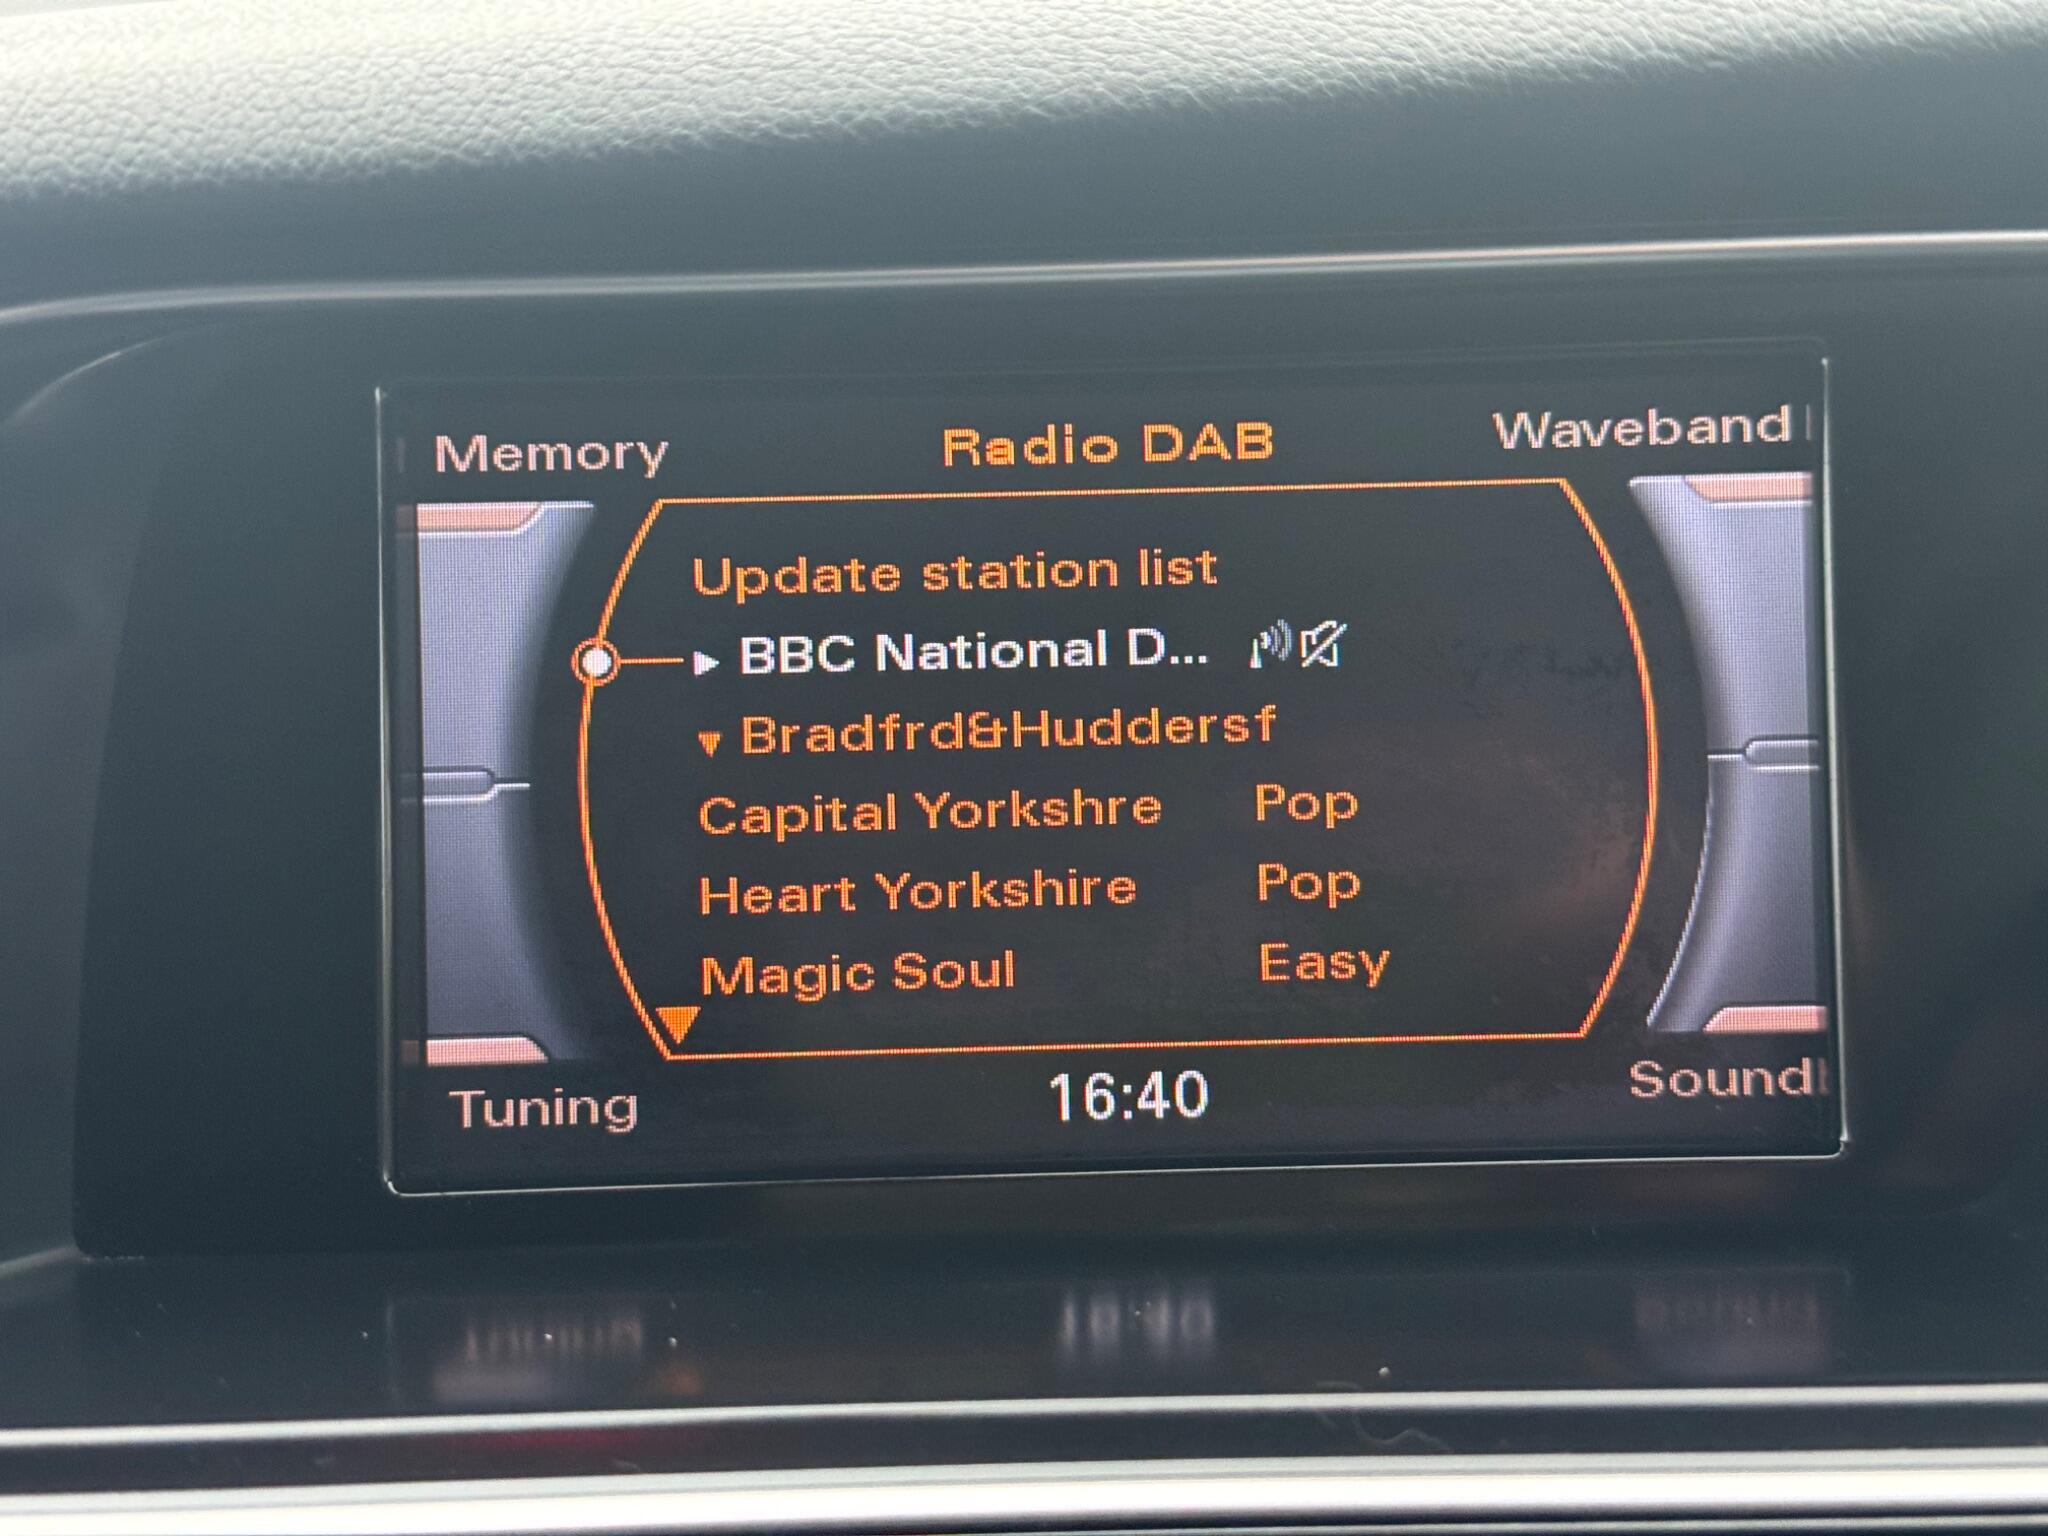 Memory
Radio DAB
Waveband
Update station list
BBC National D...
Bradfrd&Huddersf
Capital Yorkshre Pop
Heart Yorkshire Pop
Magic Soul Easy
Tuning
16:40
Sound